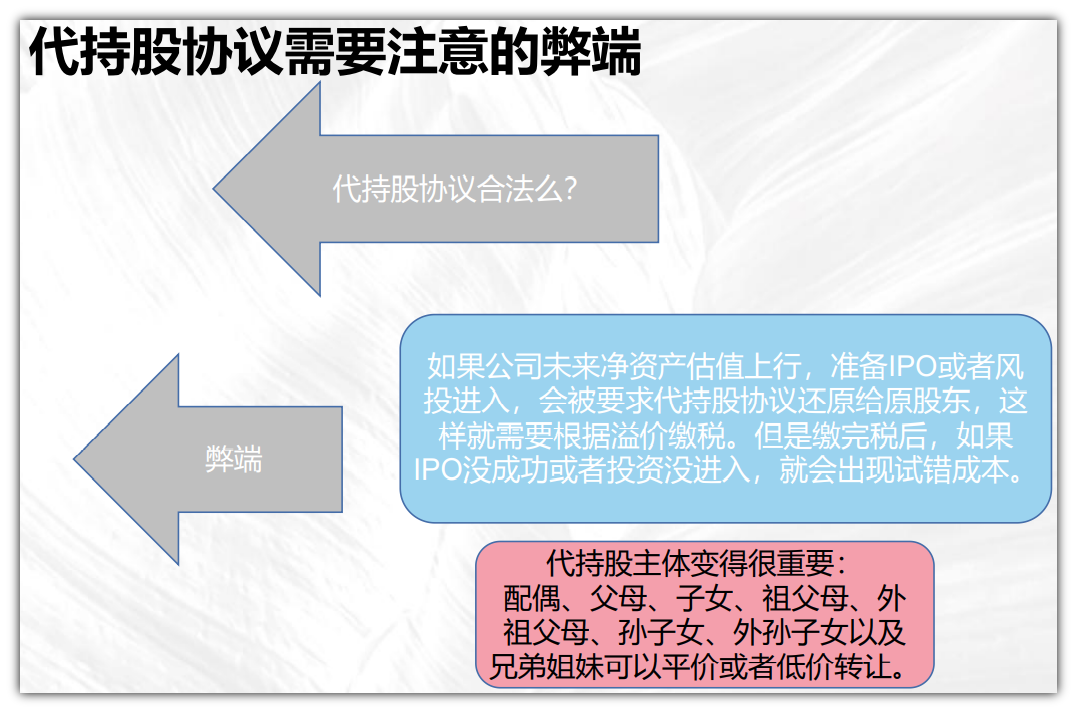 代持股协议需要注意的弊端
代持股协议合法么?
如果公司未来净资产估值上行，准备IPO或者风
投进入，会被要求代持股协议还原给原股东，这
样就需要根据溢价缴税。但是缴完税后，如果
IPO没成功或者投资没进入，就会出现试错成本。
弊端
代持股主体变得很重要：
配偶、父母、子女、祖父母、外
祖父母、孙子女、外孙子女以及
兄弟姐妹可以平价或者低价转让。